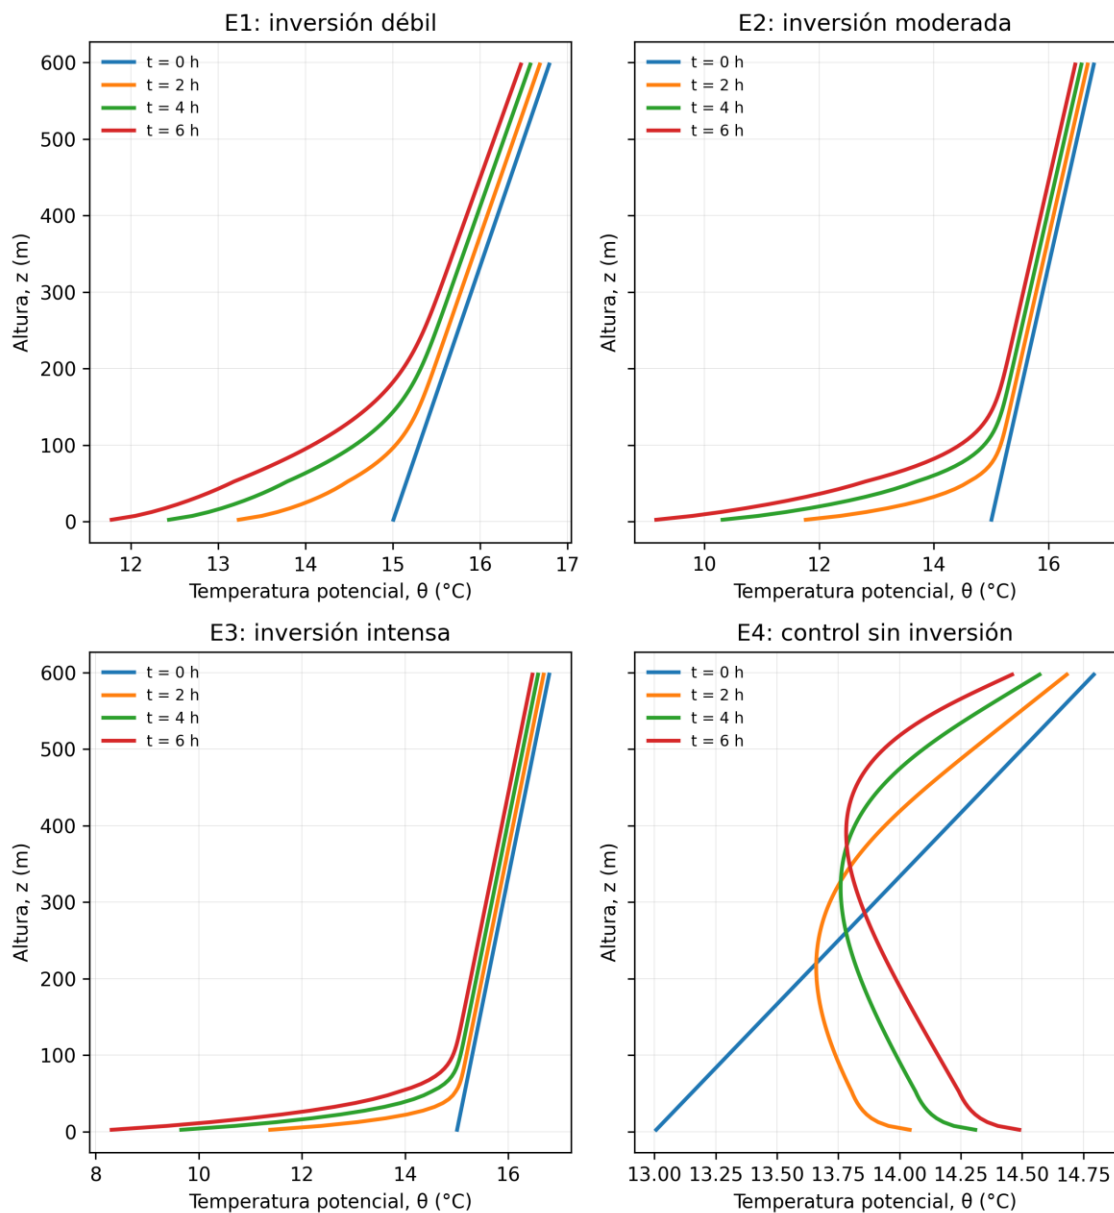 E1: inversión débil
t = 0 h
t = 2 h
t = 4 h
t = 6 h
600
500
400
300
200
100
0
12 13 14 15 16 17
Altura, z (m)
Temperatura potencial, θ (°C)
E2: inversión moderada
t = 0 h
t = 2 h
t = 4 h
t = 6 h
10 12 14 16
Altura, z (m)
Temperatura potencial, θ (°C)
E3: inversión intensa
t = 0 h
t = 2 h
t = 4 h
t = 6 h
600
500
400
300
200
100
0
8 10 12 14 16
Altura, z (m)
Temperatura potencial, θ (°C)
E4: control sin inversión
t = 0 h
t = 2 h
t = 4 h
t = 6 h
13.00 13.25 13.50 13.75 14.00 14.25 14.50 14.75
Altura, z (m)
Temperatura potencial, θ (°C)